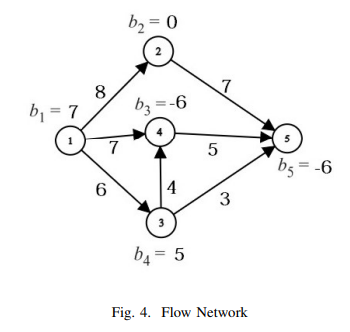 b2 = 0
2
8
7
b1 = 7
b3 = -6
1
4
5
7
5
b5 = -6
6
4
3
3
b4 = 5
Fig. 4. Flow Network